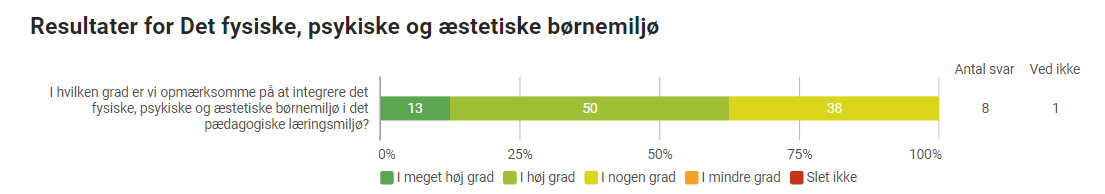 Resultater for Det fysiske, psykiske og æstetiske børnemiljø
Antal svar Ved ikke
I hvilken grad er vi opmærksomme på at integrere det
fysiske, psykiske og æstetiske børnemiljø i det
pædagogiske læringsmiljø?
13 50 38 8 1
0% 25% 50% 75% 100%
I meget høj grad I høj grad I nogen grad I mindre grad Slet ikke